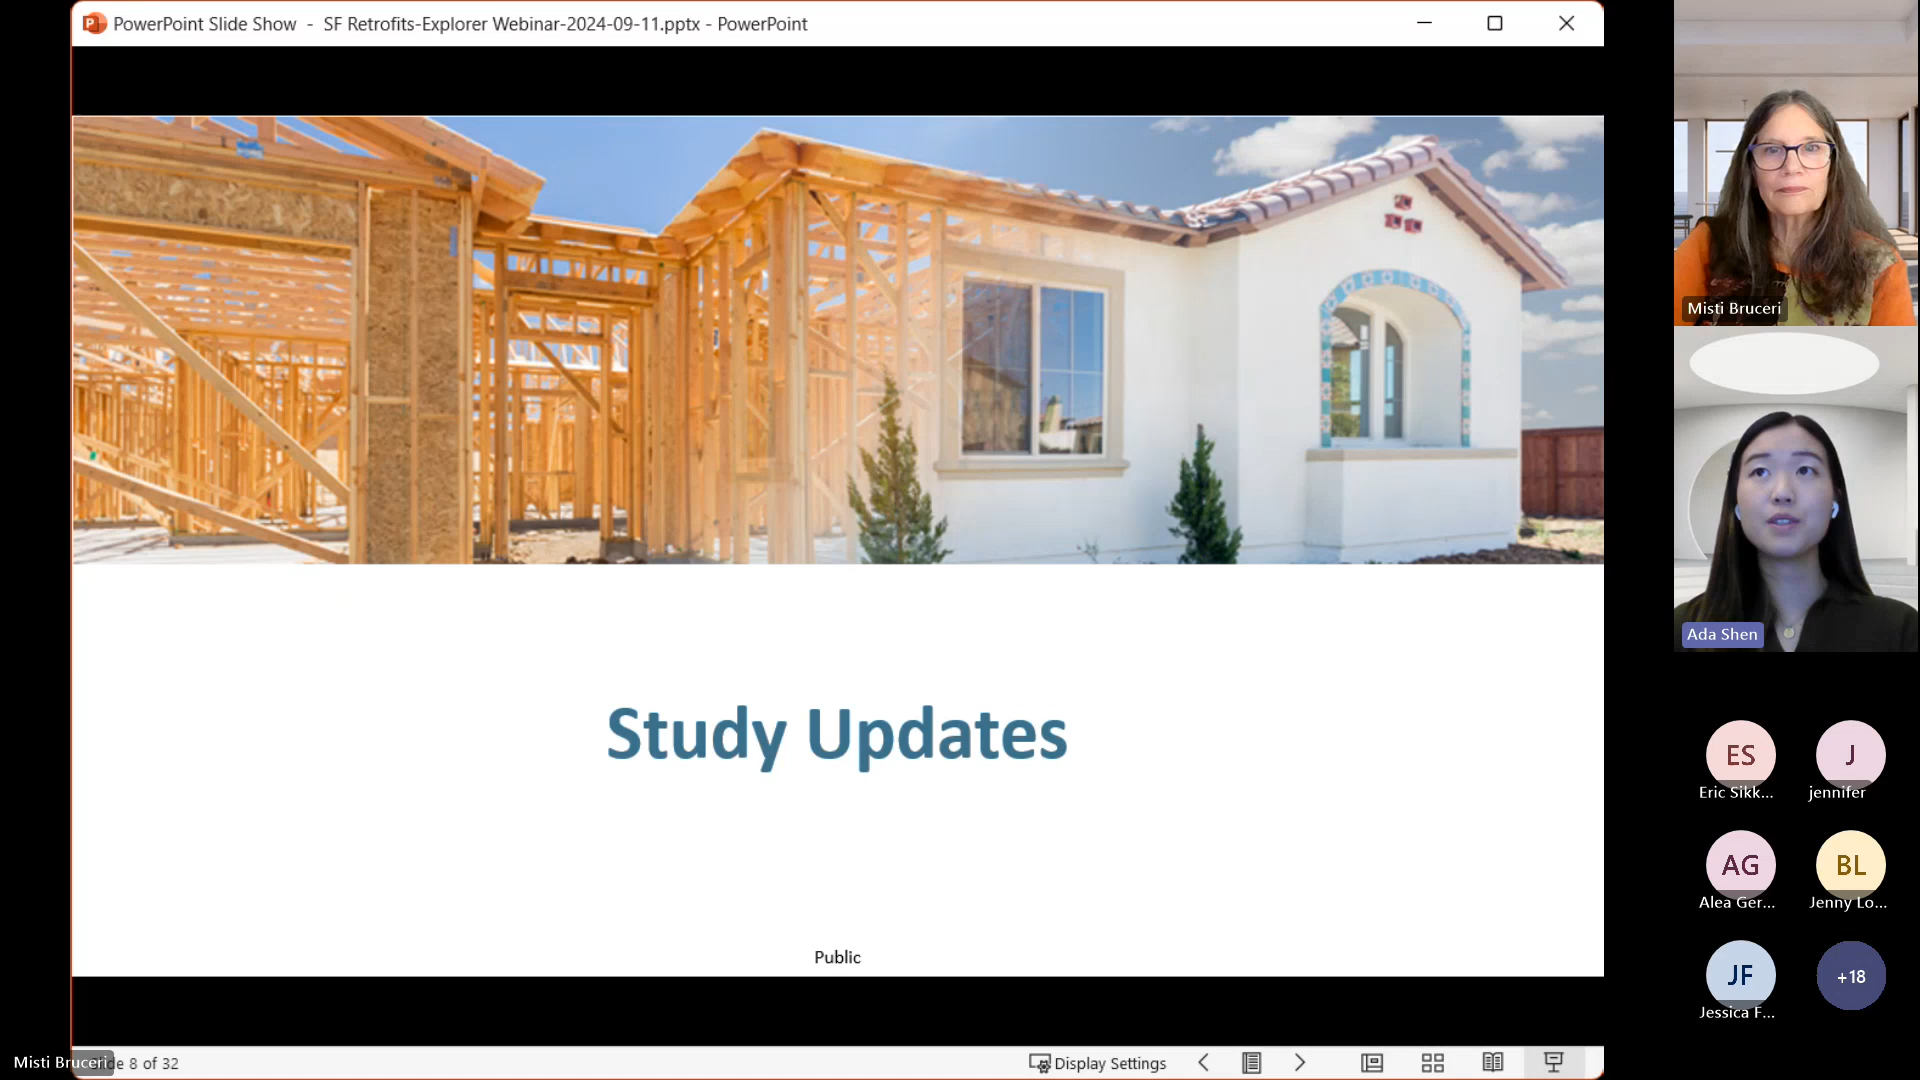 PowerPoint Slide Show - SF Retrofits-Explorer Webinar-2024-09-11.pptx - PowerPoint
Misti Bruceri
Ada Shen
Study Updates
ES
Eric Sikk...
J
jennifer
AG
Alea Ger...
BL
Jenny Lo...
JF
Jessica F...
+18
Public
Misti Bruceri
8 of 32
Display Settings